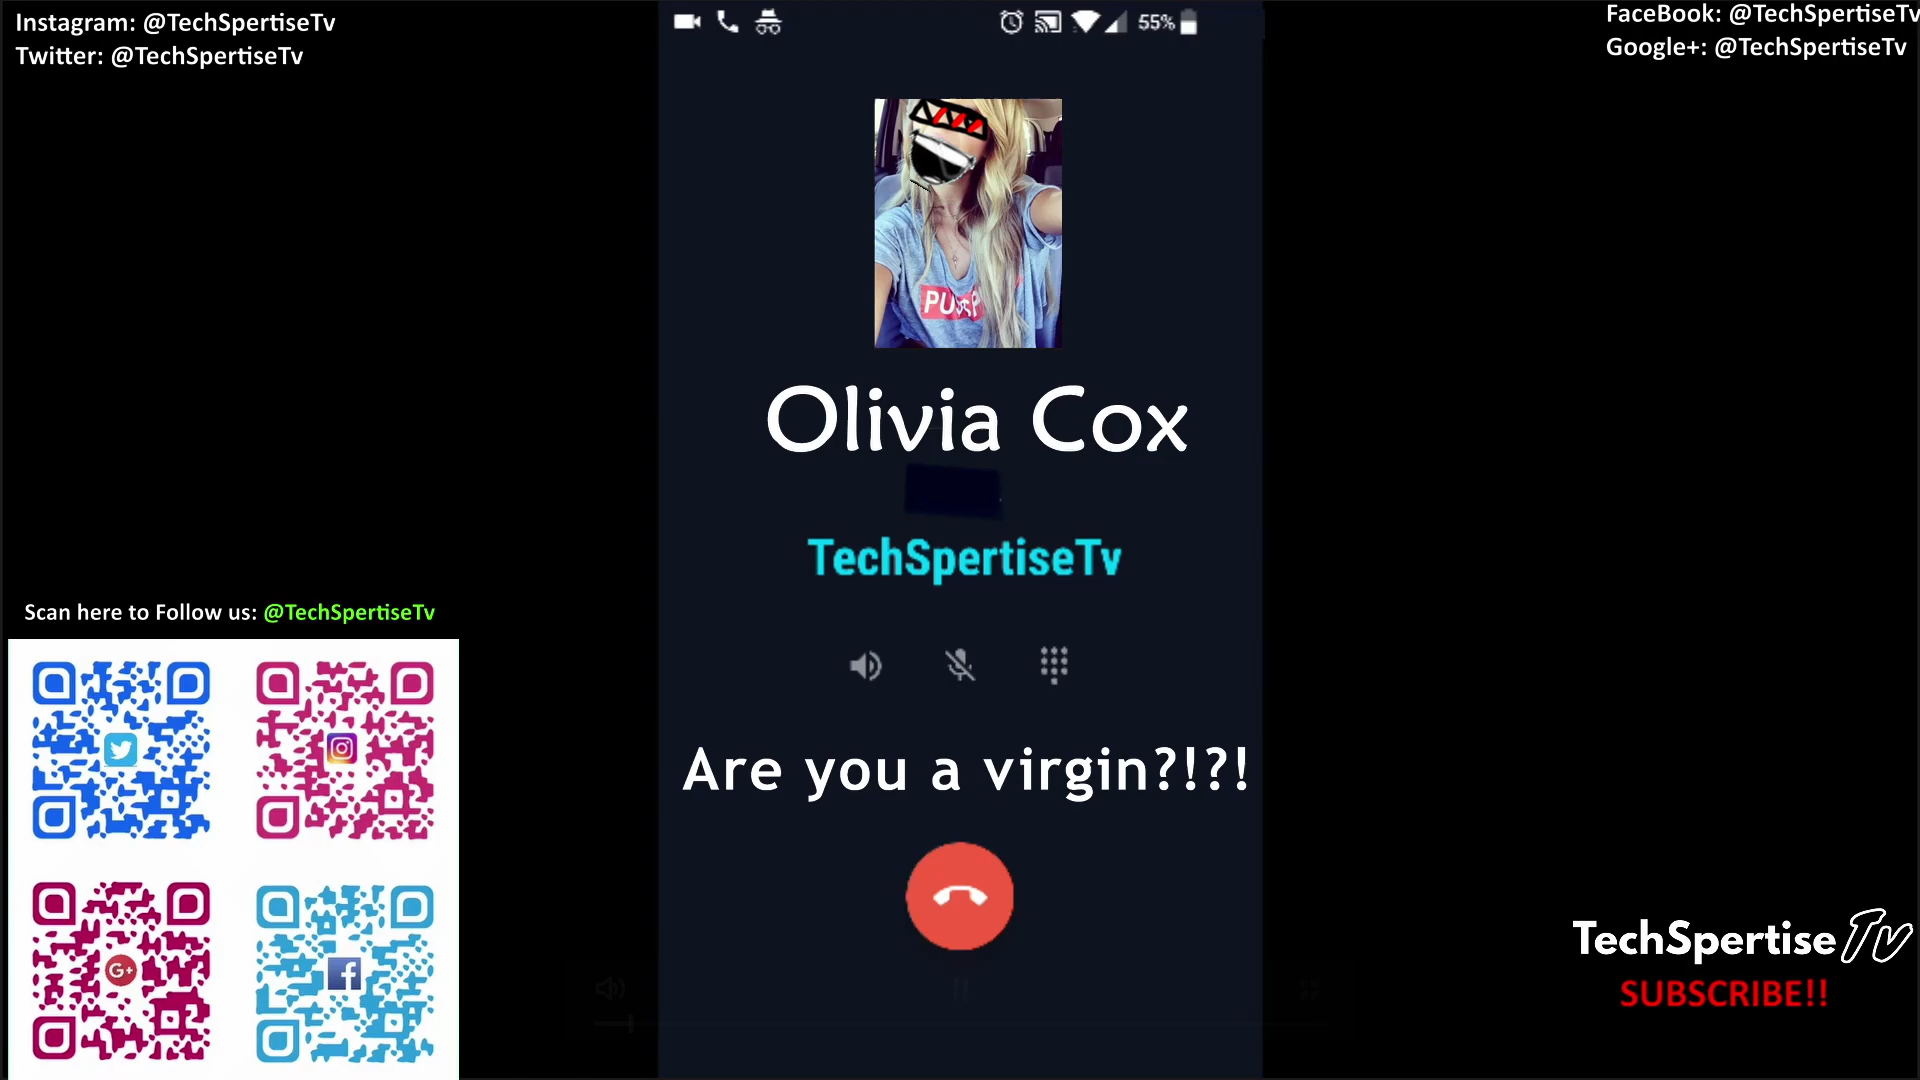 Instagram: @TechSpertiseTv
Twitter: @TechSpertiseTv
55%
FaceBook: @TechSpertiseTv
Google+: @TechSpertiseTv
Olivia Cox
TechSpertiseTv
Scan here to Follow us: @TechSpertiseTv
Are you a virgin?!?!
TechSpertise Tv
SUBSCRIBE!!